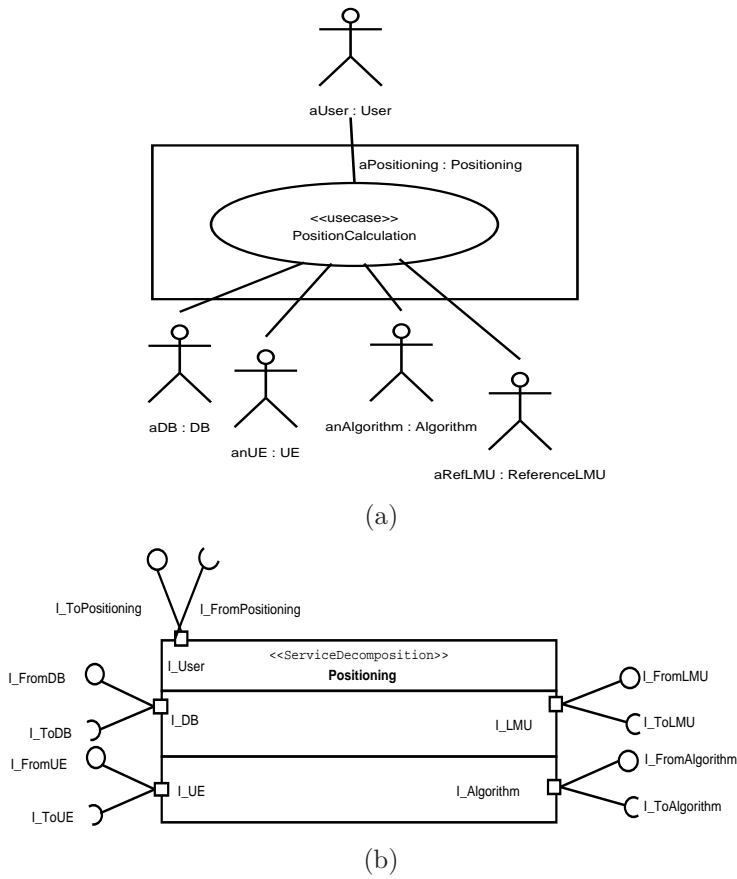 aUser : User
aPositioning : Positioning
<<usecase>>
PositionCalculation
aDB : DB
anUE : UE
anAlgorithm : Algorithm
aRefLMU : ReferenceLMU
(a)
I_ToPositioning
I_FromPositioning
I_User
<<ServiceDecomposition>>
Positioning
I_FromDB
I_DB
I_ToDB
I_FromUE
I_UE
I_ToUE
I_FromLMU
I_LMU
I_ToLMU
I_FromAlgorithm
I_Algorithm
I_ToAlgorithm
(b)